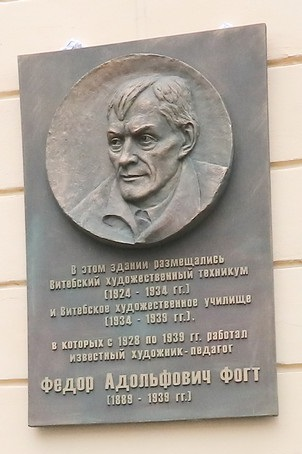 В этом здании размещались
Витебский художественный техникум
(1924 - 1934 гг.)
и Витебское художественное училище
(1934 - 1939 гг.),
в которых с 1928 по 1939 гг. работал
известный художник-педагог
Федор Адольфович Фогт
(1889 - 1939 гг.)